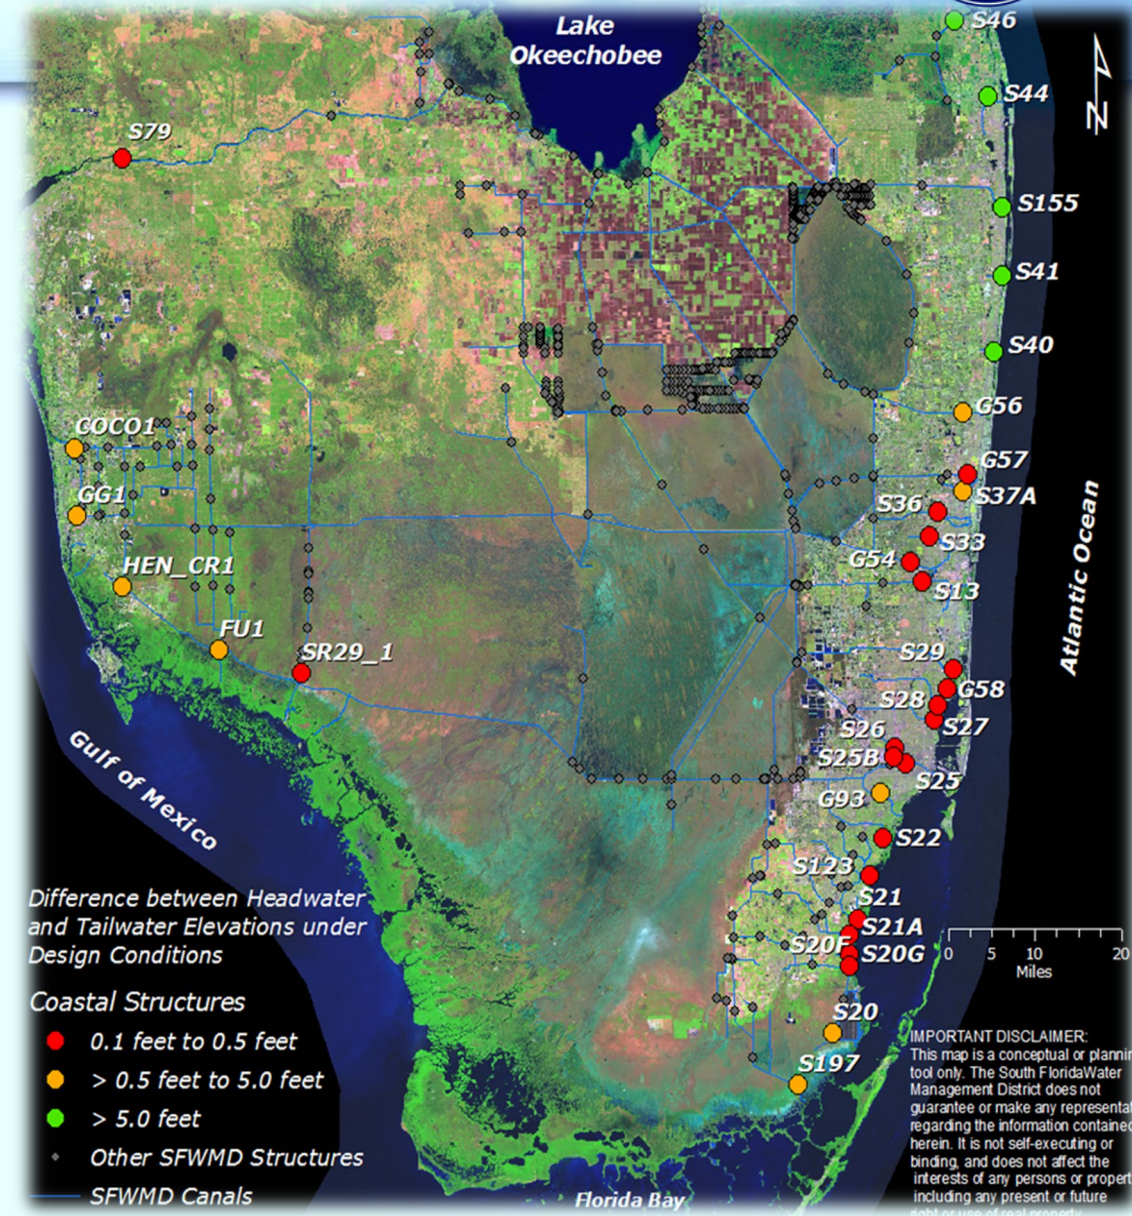 Lake
Okeechobee
S46
S44
N
S79
S155
S41
S40
G56
COCO1
G57
GG1
S36
S37A
S33
G54
HEN_CR1
S13
Atlantic Ocean
FU1
SR29_1
S29
G58
S28
S27
S26
S25B
S25
Gulf of Mexico
G93
S22
S123
S21
S21A
S20F
S20G
S20
S197
Difference between Headwater
and Tailwater Elevations under
Design Conditions
Coastal Structures
0.1 feet to 0.5 feet
> 0.5 feet to 5.0 feet
> 5.0 feet
Other SFWMD Structures
SFWMD Canals
Florida Bay
0 5 10 20
Miles
IMPORTANT DISCLAIMER:
This map is a conceptual or plannin
tool only. The South FloridaWater
Management District does not
guarantee or make any representat
regarding the information contained
herein. It is not self-executing or
binding, and does not affect the
interests of any persons or propert
including any present or future
right or use of real property